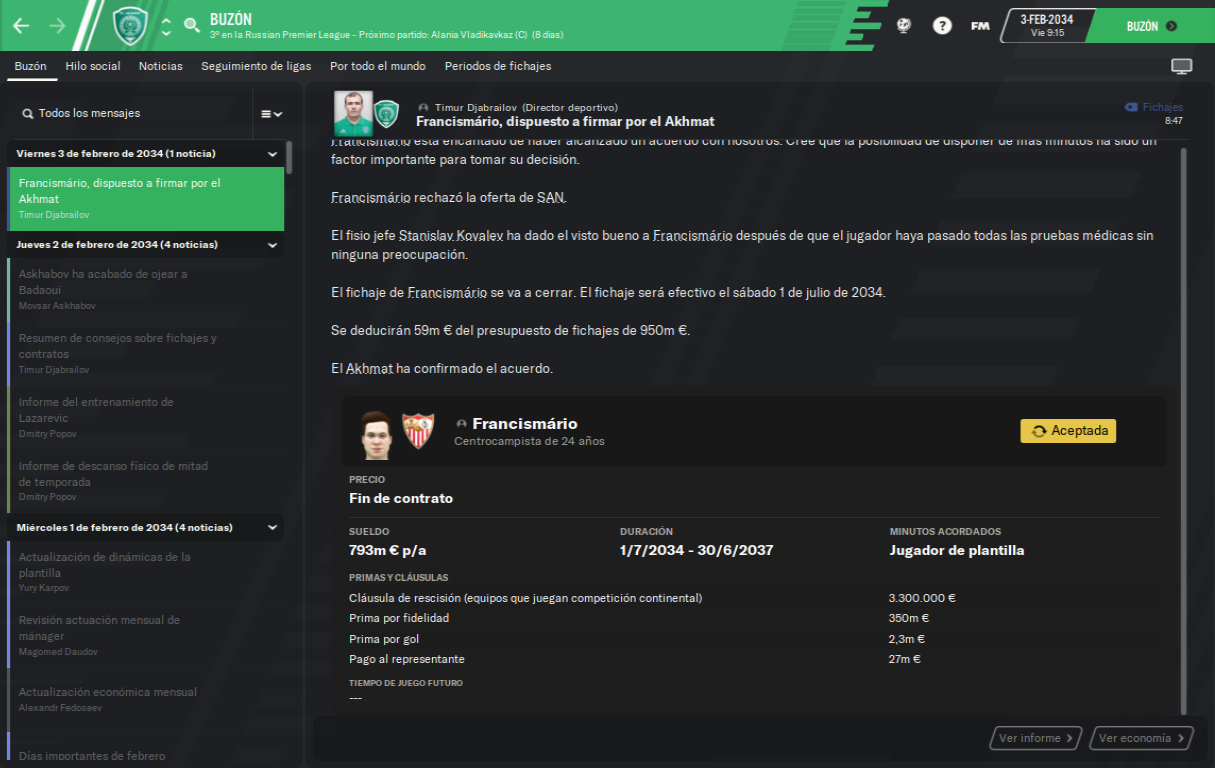 BUZÓN
3º en la Russian Premier League - Próximo partido: Alania Vladikavkaz (C) (8 días)
?
FM
3-FEB-2034
Vie 9:15
BUZÓN
Buzón
Hilo social
Noticias
Seguimiento de ligas
Por todo el mundo
Periodos de fichajes
Todos los mensajes
Viernes 3 de febrero de 2034 (1 noticia)
Francismário, dispuesto a firmar por el
Akhmat
Timur Djabrailov
Jueves 2 de febrero de 2034 (4 noticias)
Askhabov ha acabado de ojear a
Badaoui
Movsar Askhabov
Resumen de consejos sobre fichajes y
contratos
Timur Djabrailov
Informe del entrenamiento de
Lazarevic
Dmitry Popov
Informe de descanso físico de mitad
de temporada
Dmitry Popov
Miércoles 1 de febrero de 2034 (4 noticias)
Actualización de dinámicas de la
plantilla
Yury Karpov
Revisión actuación mensual de
mánager
Magomed Daudov
Actualización económica mensual
Alexandr Fedoseev
Días importantes de febrero
Timur Djabrailov (Director deportivo)
Francismário, dispuesto a firmar por el Akhmat
Fichajes
8:47
Francismário está encantado de haber alcanzado un acuerdo con nosotros. Cree que la posibilidad de disponer de más minutos ha sido un
factor importante para tomar su decisión.
Francismário rechazó la oferta de SAN.
El fisio jefe Stanislav Kovalev ha dado el visto bueno a Francismário después de que el jugador haya pasado todas las pruebas médicas sin
ninguna preocupación.
El fichaje de Francismário se va a cerrar. El fichaje será efectivo el sábado 1 de julio de 2034.
Se deducirán 59m € del presupuesto de fichajes de 950m €.
El Akhmat ha confirmado el acuerdo.
Francismário
Centrocampista de 24 años
Aceptada
PRECIO
Fin de contrato
SUELDO
793m € p/a
DURACIÓN
1/7/2034 - 30/6/2037
MINUTOS ACORDADOS
Jugador de plantilla
PRIMAS Y CLÁUSULAS
Cláusula de rescisión (equipos que juegan competición continental)
3.300.000 €
Prima por fidelidad
350m €
Prima por gol
2,3m €
Pago al representante
27m €
TIEMPO DE JUEGO FUTURO
---
Ver informe
Ver economía